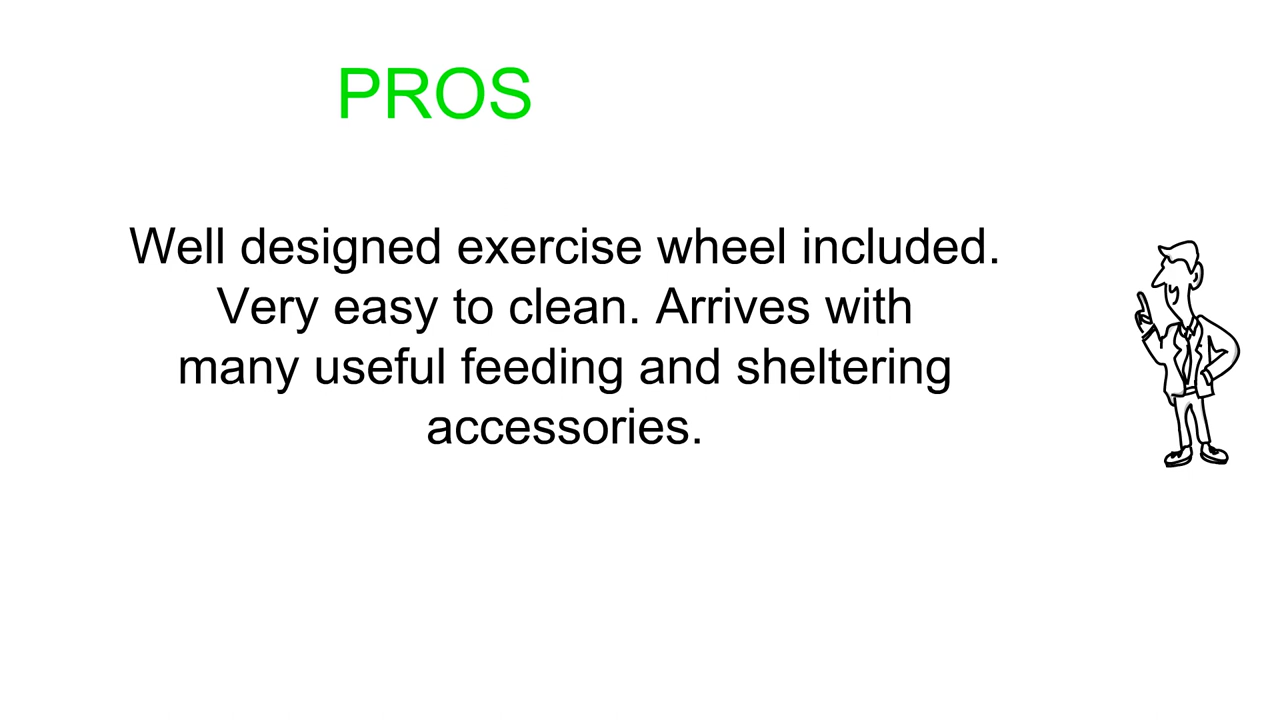 PROS
Well designed exercise wheel included.
Very easy to clean. Arrives with
many useful feeding and sheltering
accessories.